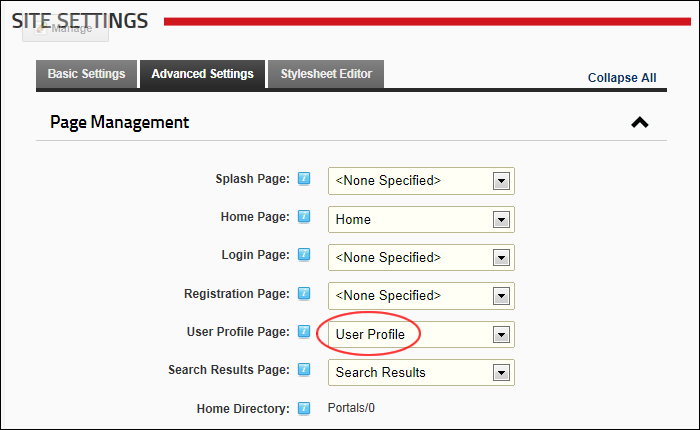 SITE SETTINGS
Manage
Basic Settings Advanced Settings Stylesheet Editor Collapse All
Page Management
Splash Page: <None Specified>
Home Page: Home
Login Page: <None Specified>
Registration Page: <None Specified>
User Profile Page: User Profile
Search Results Page: Search Results
Home Directory: Portals/0